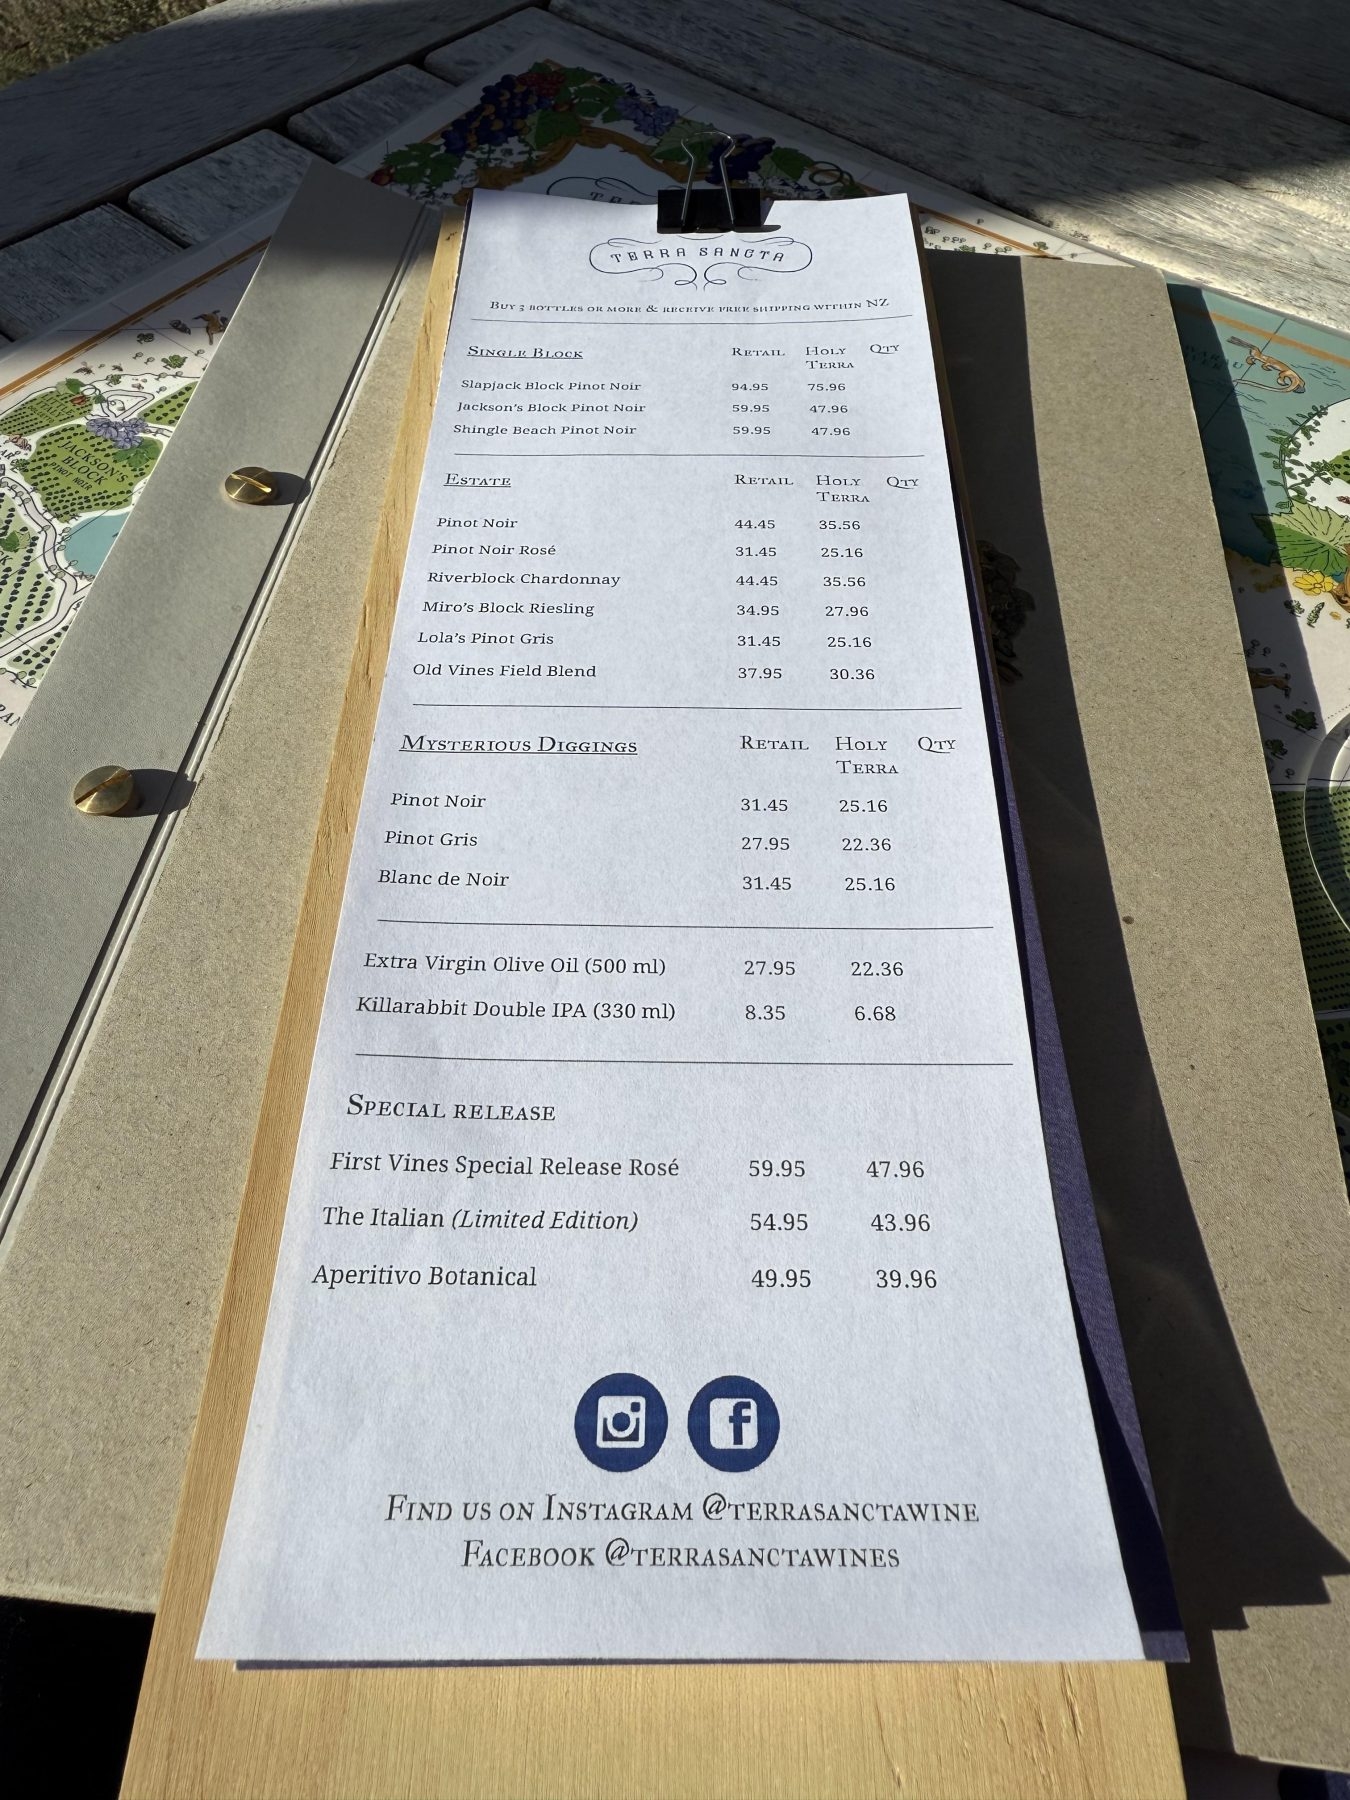 TERRA SANCTA
Buy 3 bottles or more & receive free shipping within NZ
Single Block Retail Holy Terra Qty
Slapjack Block Pinot Noir 94.95 75.96
Jackson's Block Pinot Noir 59.95 47.96
Shingle Beach Pinot Noir 59.95 47.96
Estate Retail Holy Terra Qty
Pinot Noir 44.45 35.56
Pinot Noir Rosé 31.45 25.16
Riverblock Chardonnay 44.45 35.56
Miro's Block Riesling 34.95 27.96
Lola's Pinot Gris 31.45 25.16
Old Vines Field Blend 37.95 30.36
Mysterious Diggings Retail Holy Terra Qty
Pinot Noir 31.45 25.16
Pinot Gris 27.95 22.36
Blanc de Noir 31.45 25.16
Extra Virgin Olive Oil (500 ml) 27.95 22.36
Killarabbit Double IPA (330 ml) 8.35 6.68
Special release
First Vines Special Release Rosé 59.95 47.96
The Italian (Limited Edition) 54.95 43.96
Aperitivo Botanical 49.95 39.96
Find us on Instagram @terrasanctawine
Facebook @terrasanctawines
JACKSON'S
BLOCK
PINOT NOIR